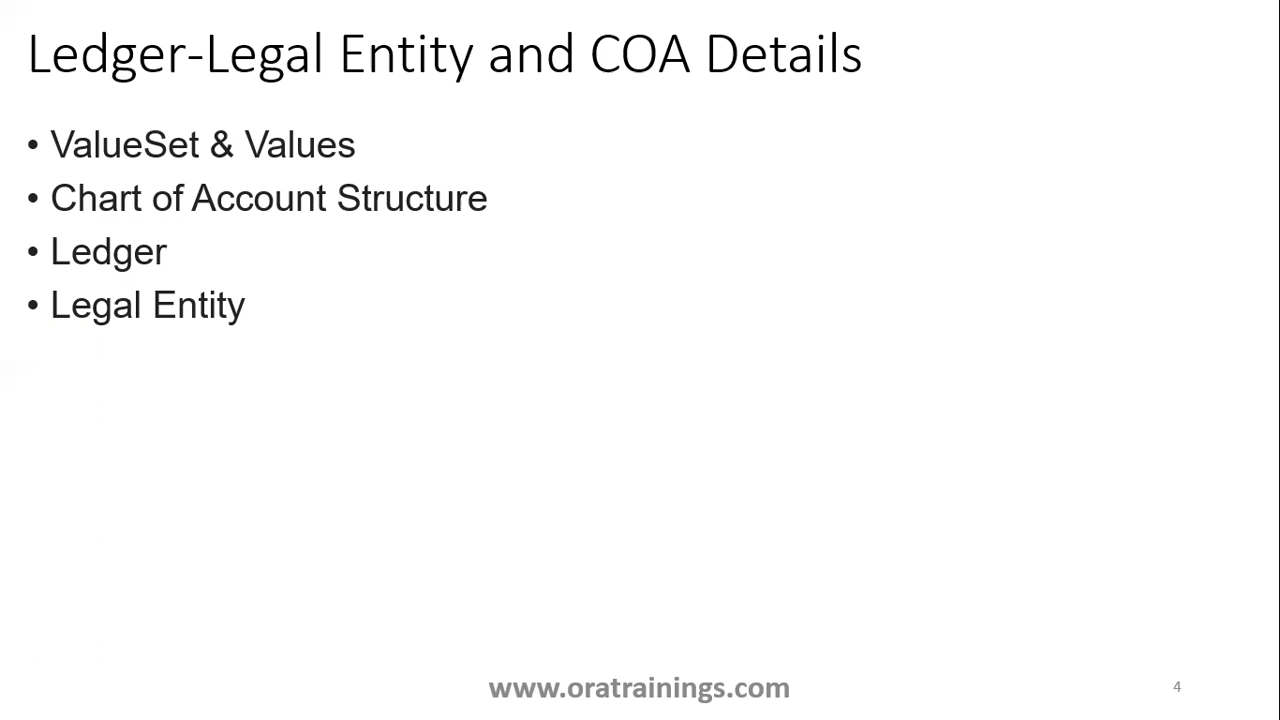 Ledger-Legal Entity and COA Details
• ValueSet & Values
• Chart of Account Structure
• Ledger
• Legal Entity
www.oratrainings.com
4